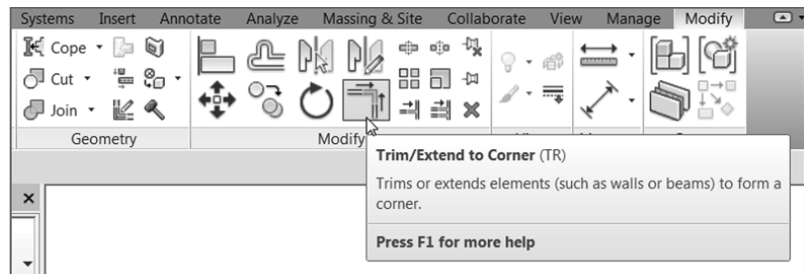 Systems Insert Annotate Analyze Massing & Site Collaborate View Manage Modify
Cope
Cut
Join
Geometry Modify
Trim/Extend to Corner (TR)
Trims or extends elements (such as walls or beams) to form a
corner.
Press F1 for more help